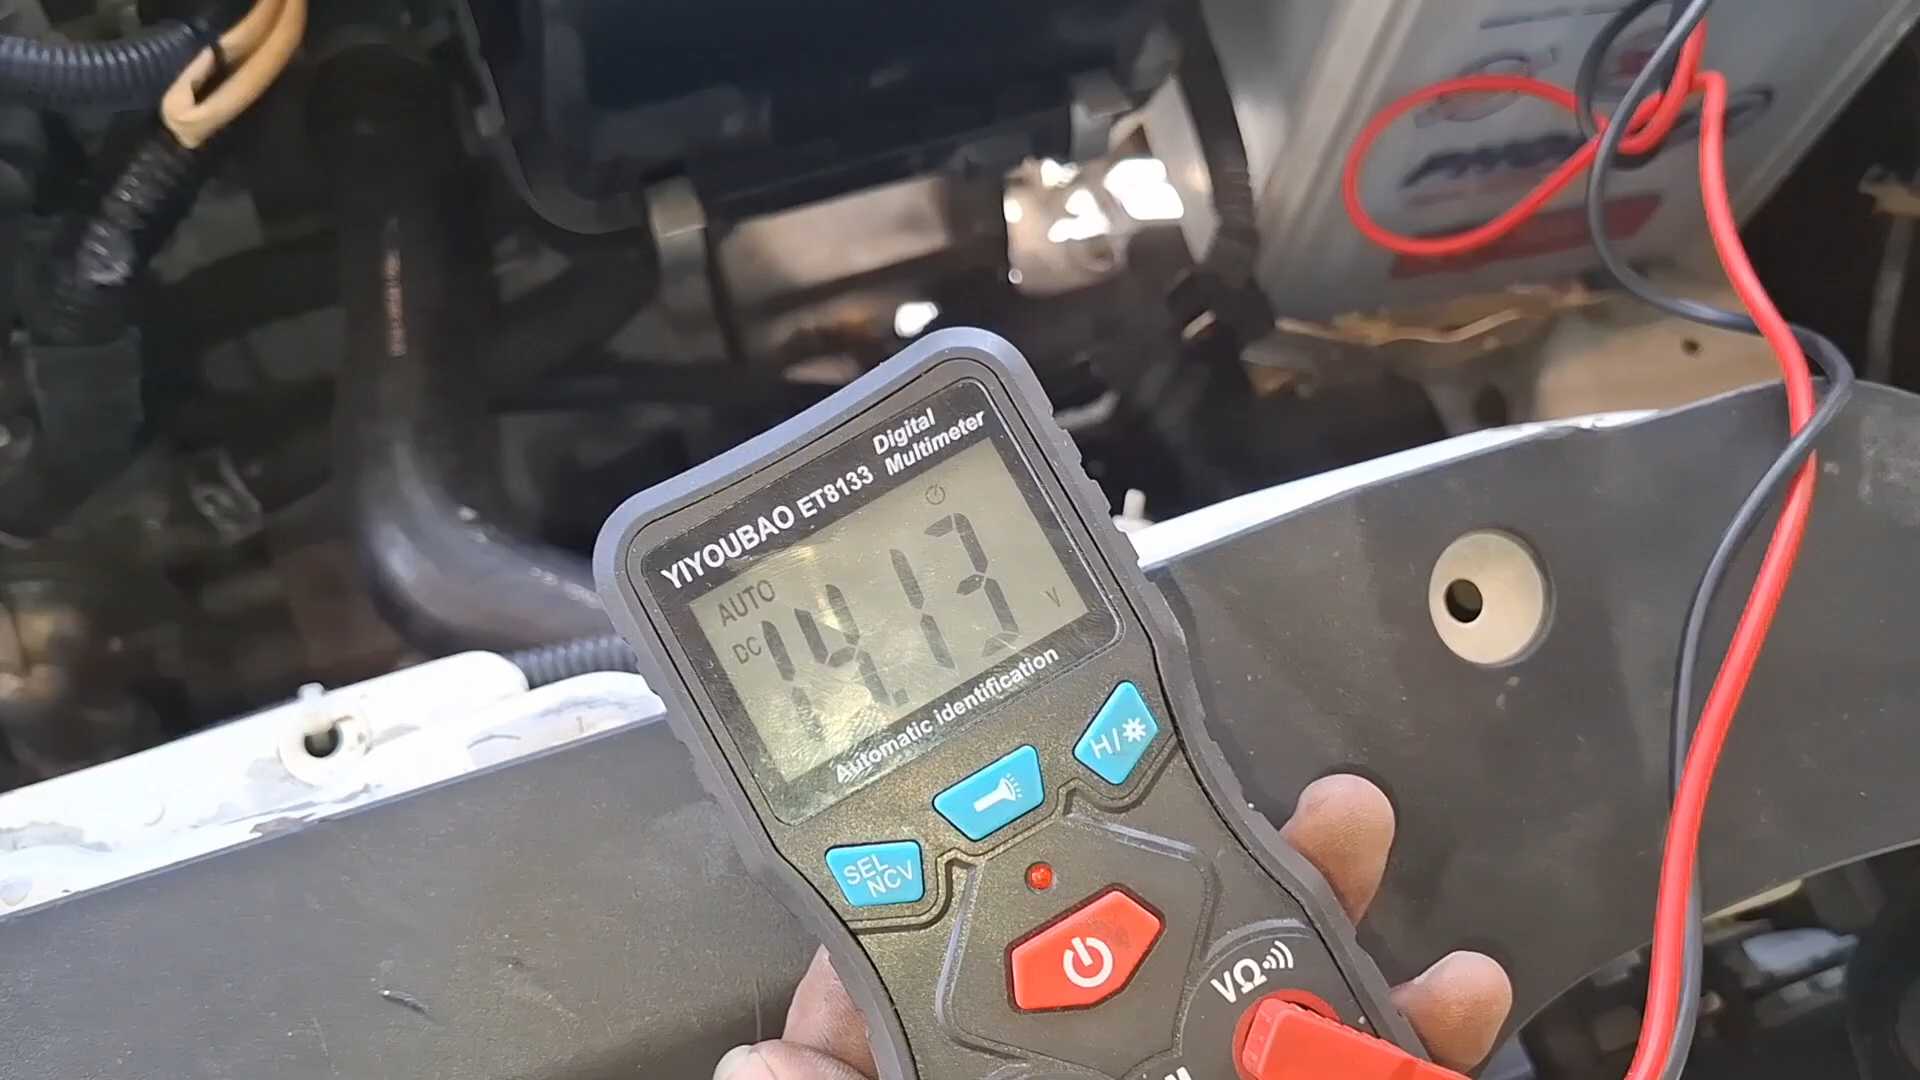 YIYOUBAO ET8133 Digital Multimeter
AUTO
DC 14.13 V
Automatic identification
H/
SEL
NCV
VΩ